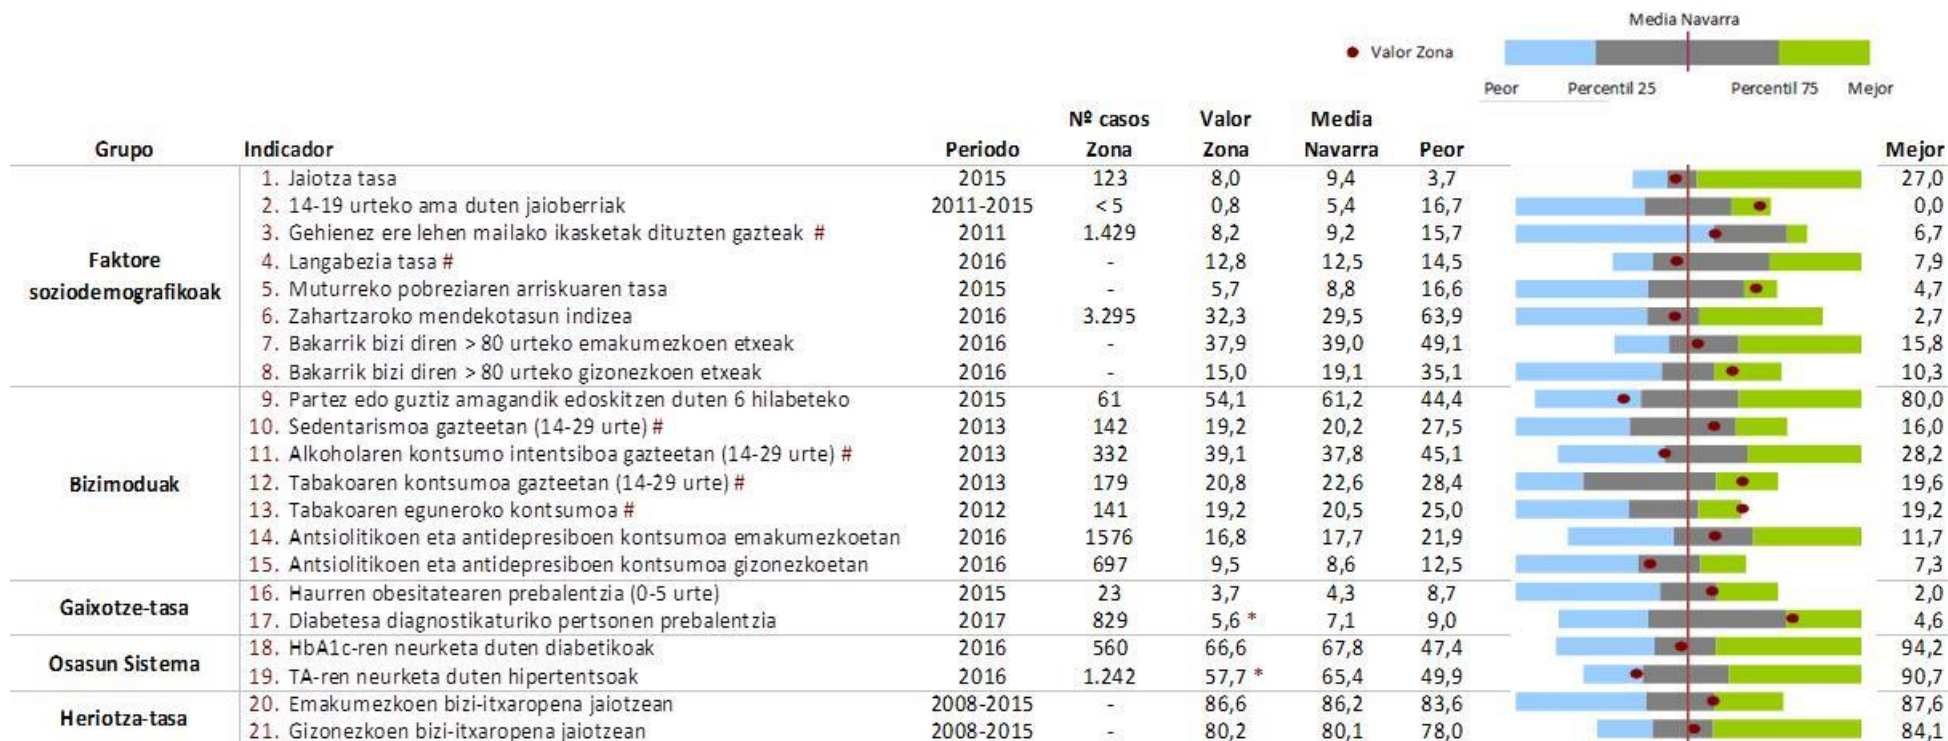 Media Navarra
Valor Zona
Peor Percentil 25 Percentil 75 Mejor
Grupo Indicador Periodo Nº casos Zona Valor Zona Media Navarra Peor Mejor
Faktore soziodemografikoak
1. Jaiotza tasa 2015 123 8,0 9,4 3,7 27,0
2. 14-19 urteko ama duten jaioberriak 2011-2015 <5 0,8 5,4 16,7 0,0
3. Gehienez ere lehen mailako ikasketak dituzten gazteak # 2011 1.429 8,2 9,2 15,7 6,7
4. Langabezia tasa # 2016 - 12,8 12,5 14,5 7,9
5. Muturreko pobreziaren arriskuaren tasa 2015 - 5,7 8,8 16,6 4,7
6. Zahartzaroko mendekotasun indizea 2016 3.295 32,3 29,5 63,9 2,7
7. Bakarrik bizi diren > 80 urteko emakumezkoen etxeak 2016 - 37,9 39,0 49,1 15,8
8. Bakarrik bizi diren > 80 urteko gizonezkoen etxeak 2016 - 15,0 19,1 35,1 10,3
Bizimoduak
9. Partez edo guztiz amagandik edoskitzen duten 6 hilabeteko 2015 61 54,1 61,2 44,4 80,0
10. Sedentarismoa gazteetan (14-29 urte) # 2013 142 19,2 20,2 27,5 16,0
11. Alkoholaren kontsumo intentsiboa gazteetan (14-29 urte) # 2013 332 39,1 37,8 45,1 28,2
12. Tabakoaren kontsumoa gazteetan (14-29 urte) # 2013 179 20,8 22,6 28,4 19,6
13. Tabakoaren eguneroko kontsumoa # 2012 141 19,2 20,5 25,0 19,2
14. Antsiolitikoen eta antidepresiboen kontsumoa emakumezkoetan 2016 1576 16,8 17,7 21,9 11,7
15. Antsiolitikoen eta antidepresiboen kontsumoa gizonezkoetan 2016 697 9,5 8,6 12,5 7,3
Gaixotze-tasa
16. Haurren obesitatearen prebalentzia (0-5 urte) 2015 23 3,7 4,3 8,7 2,0
17. Diabetesa diagnostikaturiko pertsonen prebalentzia 2017 829 5,6 * 7,1 9,0 4,6
Osasun Sistema
18. HbA1c-ren neurketa duten diabetikoak 2016 560 66,6 67,8 47,4 94,2
19. TA-ren neurketa duten hipertentsoak 2016 1.242 57,7 * 65,4 49,9 90,7
Heriotza-tasa
20. Emakumezkoen bizi-itxaropena jaiotzean 2008-2015 - 86,6 86,2 83,6 87,6
21. Gizonezkoen bizi-itxaropena jaiotzean 2008-2015 - 80,2 80,1 78,0 84,1